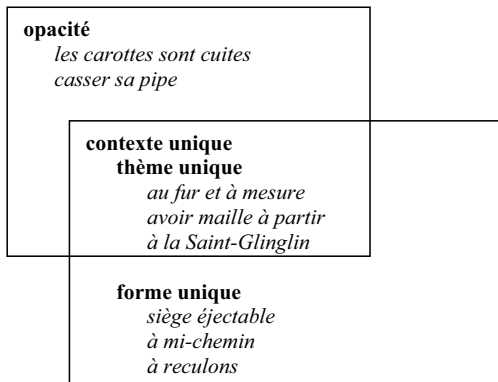 opacité
les carottes sont cuites
casser sa pipe
contexte unique
thème unique
au fur et à mesure
avoir maille à partir
à la Saint-Glinglin
forme unique
siège éjectable
à mi-chemin
à reculons